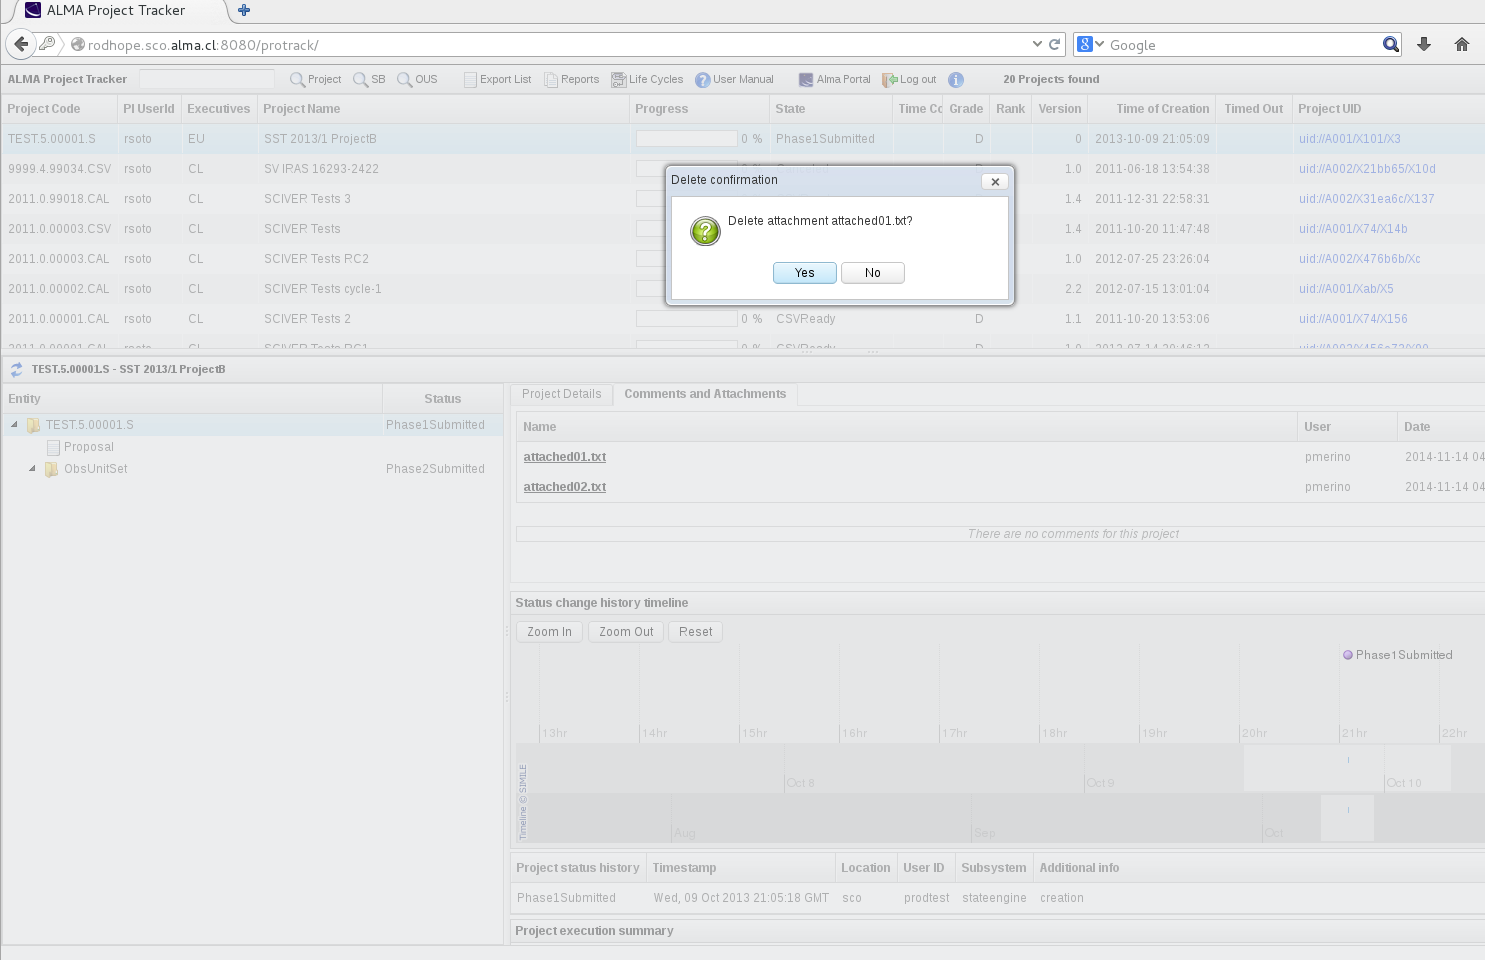 ALMA Project Tracker
rodhope.sco.alma.cl:8080/protrack/
Google
ALMA Project Tracker Project SB OUS Export List Reports Life Cycles User Manual Alma Portal Log out 20 Projects found
Project Code PI UserId Executives Project Name Progress State Time Cc Grade Rank Version Time of Creation Timed Out Project UID
TEST.5.00001.S rsoto EU SST 2013/1 ProjectB 0 % Phase1Submitted D 0 2013-10-09 21:05:09 uid://A001/X101/X3
9999.4.99034.CSV rsoto CL SV IPAS 16293-2422 1.0 2011-06-18 13:54:38 uid://A002/X21bb65/X10d
2011.0.99018.CAL rsoto CL SCIVER Tests 3 1.4 2011-12-31 22:58:31 uid://A002/X31ea6c/X137
2011.0.00003.CSV rsoto CL SCIVER Tests 1.4 2011-10-20 11:47:48 uid://A001/X74/X14b
2011.0.00003.CAL rsoto CL SCIVER Tests RC2 1.0 2012-07-25 23:26:04 uid://A002/X476b6b/Xc
2011.0.00002.CAL rsoto CL SCIVER Tests cycle-1 2.2 2012-07-15 13:01:04 uid://A001/Xab/X5
2011.0.00001.CAL rsoto CL SCIVER Tests 2 0 % CSVReady D 1.1 2011-10-20 13:53:06 uid://A001/X74/X156
Delete confirmation
Delete attachment attached01.txt?
Yes No
TEST.5.00001.S - SST 2013/1 ProjectB
Entity Status
TEST.5.00001.S Phase1Submitted
Proposal
ObsUnitSet Phase2Submitted
Project Details Comments and Attachments
Name User Date
attached01.txt pmerino 2014-11-14 04
attached02.txt pmerino 2014-11-14 04
There are no comments for this project
Status change history timeline
Zoom In Zoom Out Reset
Phase1Submitted
13hr 14hr 15hr 16hr 17hr 18hr 19hr 20hr 21hr 22hr
Oct 8 Oct 9 Oct 10
Timeline © SIMILE
Aug Sep Oct
Project status history Timestamp Location User ID Subsystem Additional info
Phase1Submitted Wed, 09 Oct 2013 21:05:18 GMT sco prodtest stateengine creation
Project execution summary